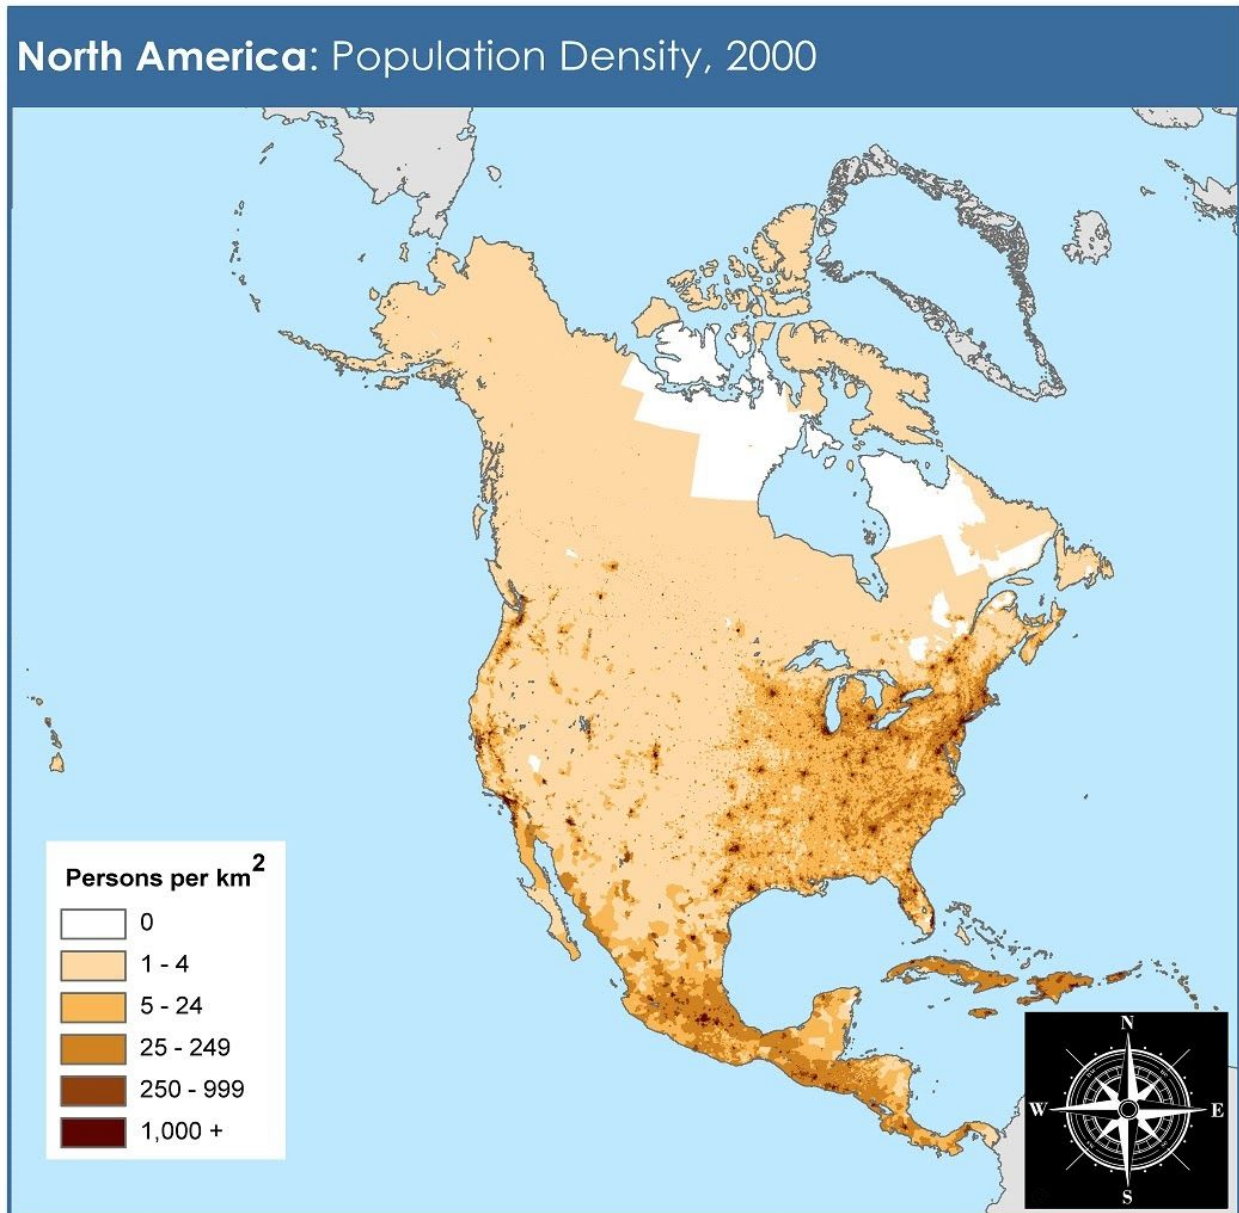 North America: Population Density, 2000
Persons per km2
0
1 - 4
5 - 24
25 - 249
250 - 999
1,000 +
N
W E
S